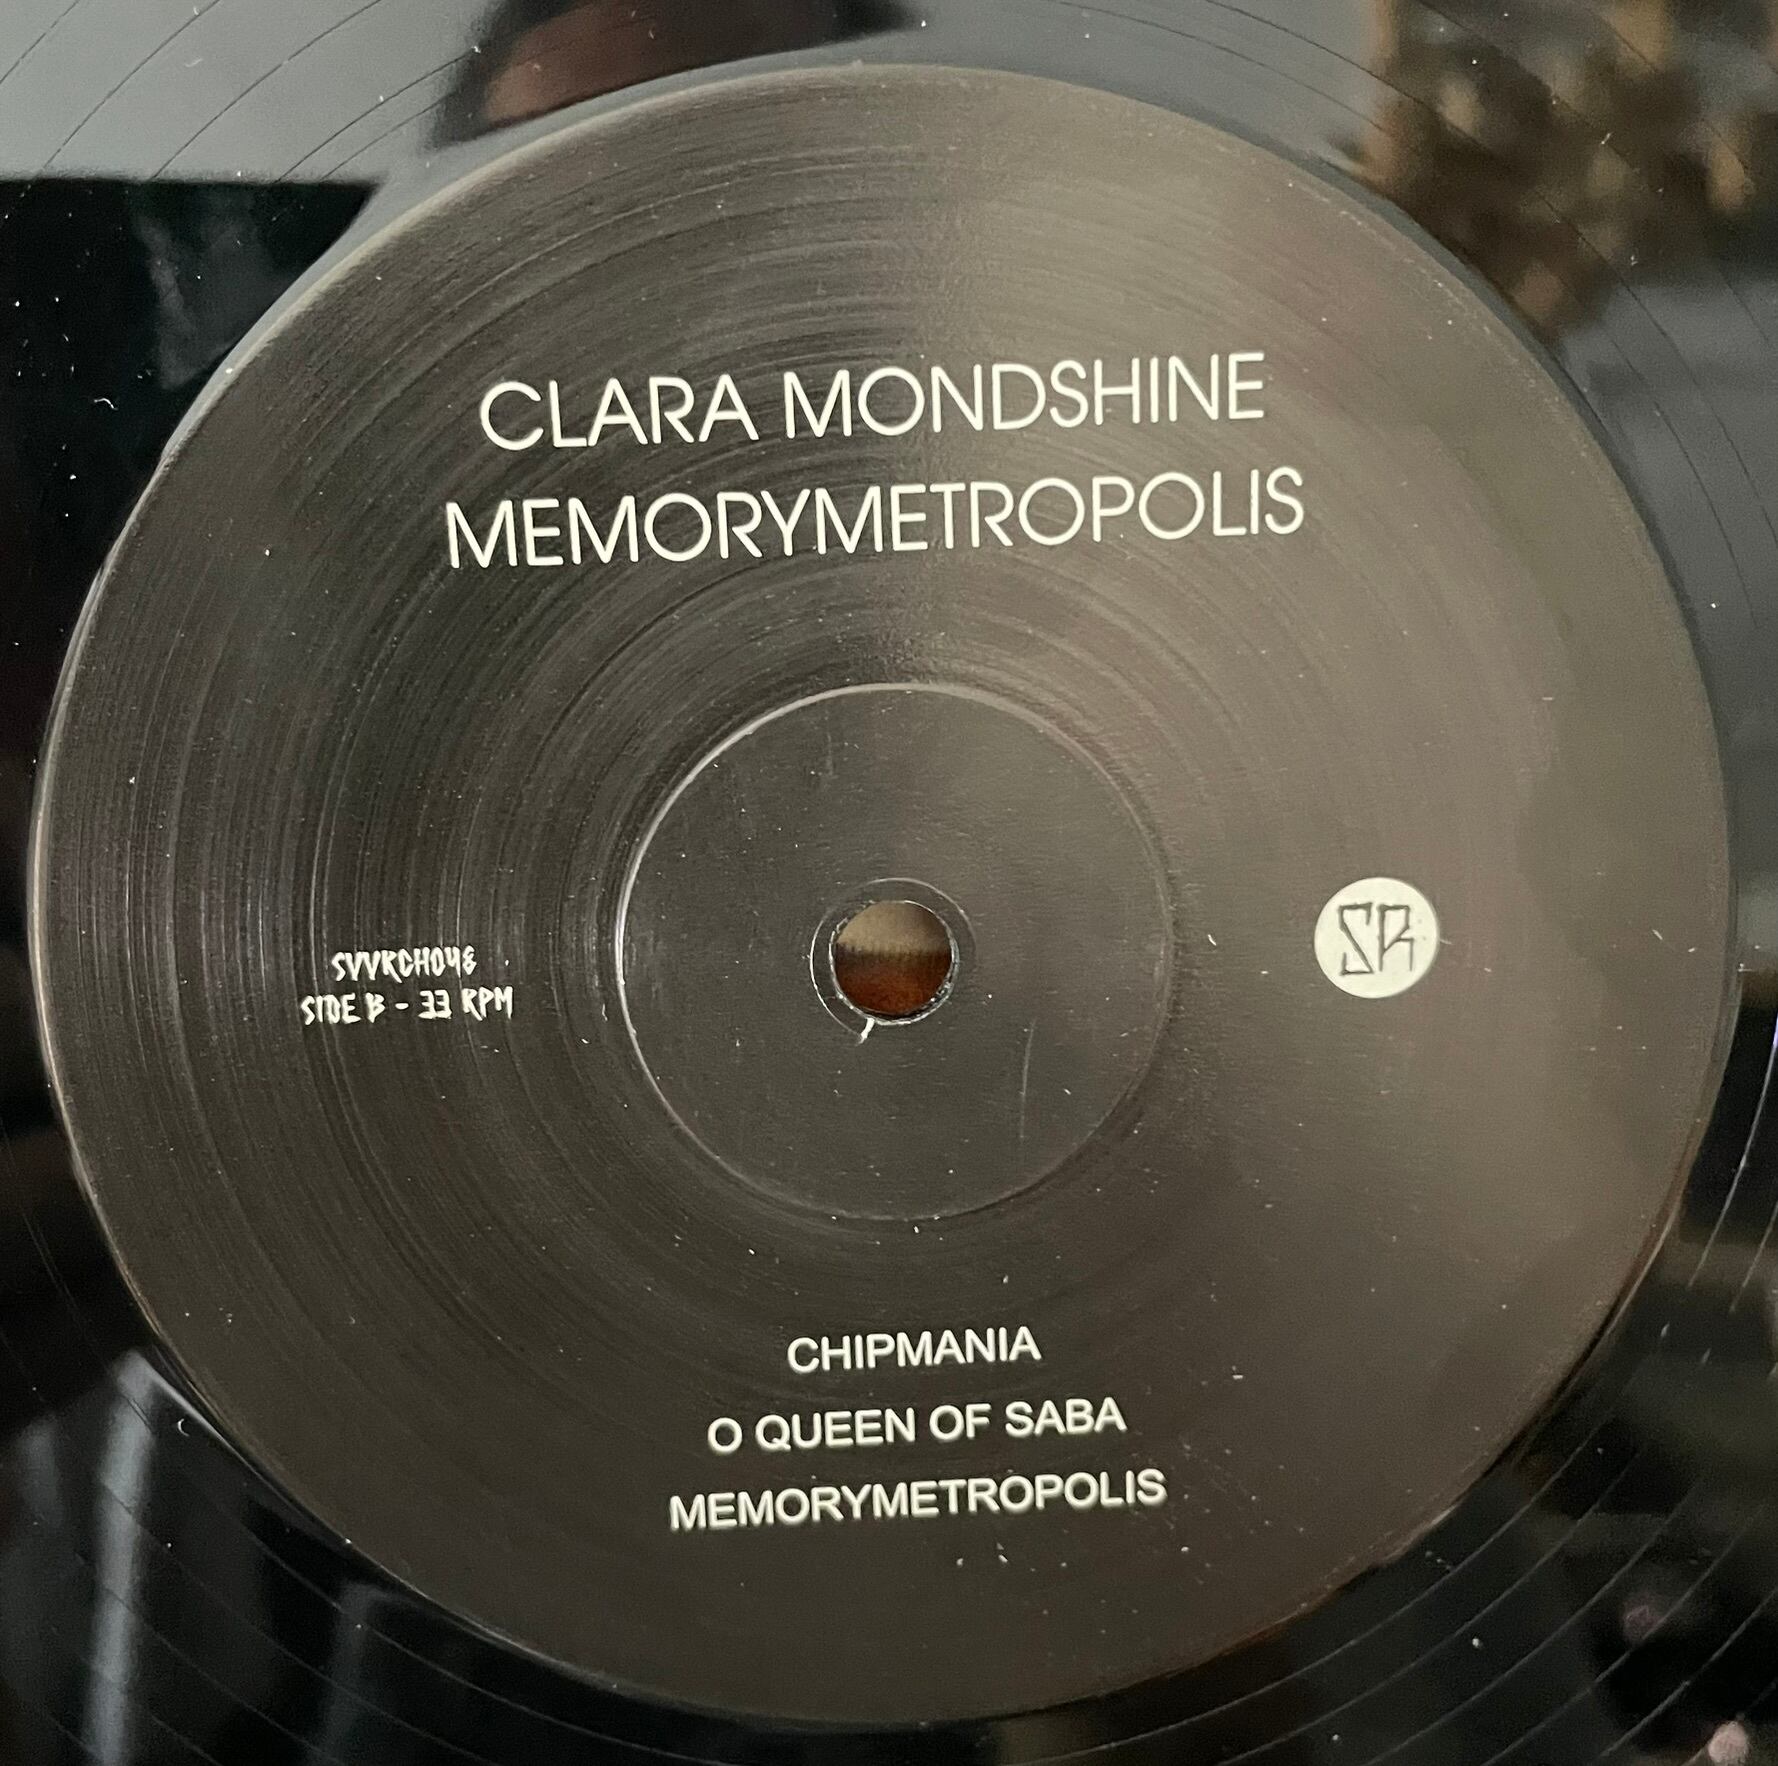 CLARA MONDSHINE
MEMORYMETROPOLIS
SVVRCH048
SIDE B - 33 RPM
SR
CHIPMANIA
O QUEEN OF SABA
MEMORYMETROPOLIS